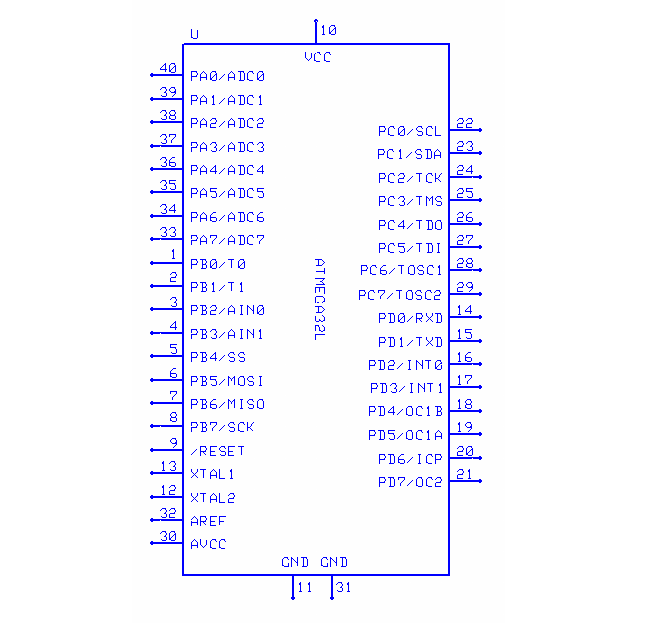 U
10
VCC
40 PA0/ADC0
39 PA1/ADC1
38 PA2/ADC2
37 PA3/ADC3
36 PA4/ADC4
35 PA5/ADC5
34 PA6/ADC6
33 PA7/ADC7
1 PB0/T0
2 PB1/T1
3 PB2/AIN0
4 PB3/AIN1
5 PB4/SS
6 PB5/MOSI
7 PB6/MISO
8 PB7/SCK
9 /RESET
13 XTAL1
12 XTAL2
32 AREF
30 AVCC
ATMEGA32L
PC0/SCL 22
PC1/SDA 23
PC2/TCK 24
PC3/TMS 25
PC4/TDO 26
PC5/TDI 27
PC6/TOSC1 28
PC7/TOSC2 29
PD0/RXD 14
PD1/TXD 15
PD2/INT0 16
PD3/INT1 17
PD4/OC1B 18
PD5/OC1A 19
PD6/ICP 20
PD7/OC2 21
GND GND
11 31